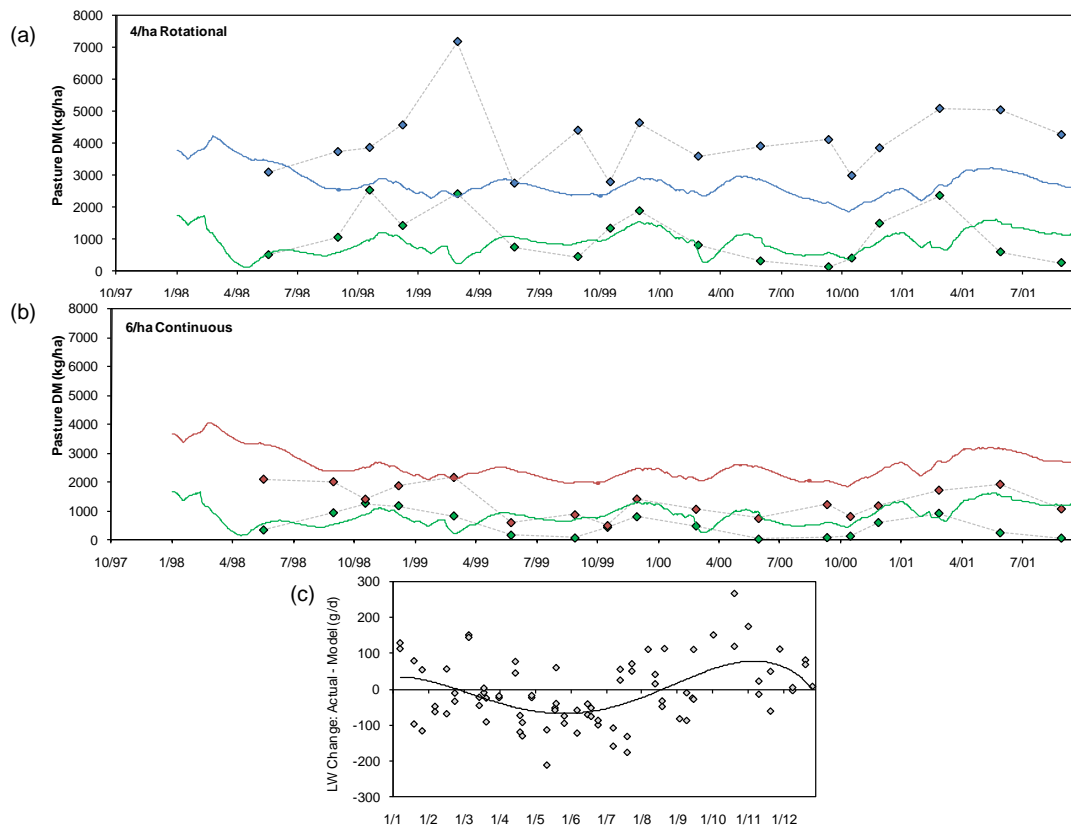 (a)
4/ha Rotational
Pasture DM (kg/ha)
8000
7000
6000
5000
4000
3000
2000
1000
0
10/97 1/98 4/98 7/98 10/98 1/99 4/99 7/99 10/99 1/00 4/00 7/00 10/00 1/01 4/01 7/01
(b)
6/ha Continuous
Pasture DM (kg/ha)
8000
7000
6000
5000
4000
3000
2000
1000
0
10/97 1/98 4/98 7/98 10/98 1/99 4/99 7/99 10/99 1/00 4/00 7/00 10/00 1/01 4/01 7/01
(c)
LW Change: Actual - Model (g/d)
300
200
100
0
-100
-200
-300
1/1 1/2 1/3 1/4 1/5 1/6 1/7 1/8 1/9 1/10 1/11 1/12